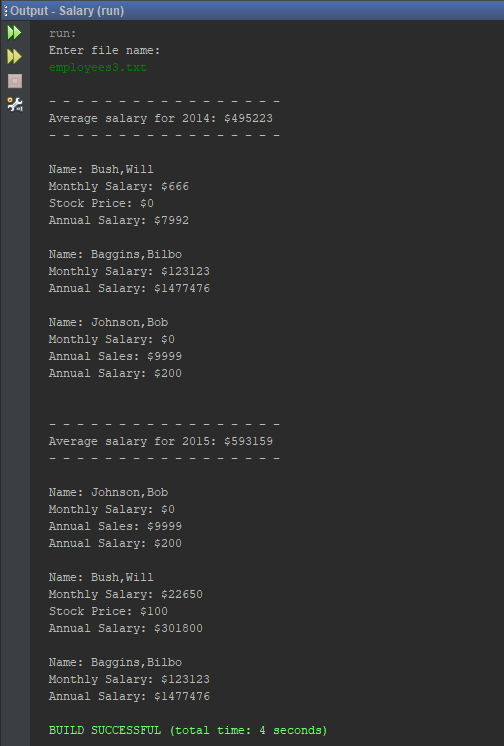 Output - Salary (run)
run:
Enter file name:
employees3.txt
- - - - - - - - - - - - - - - - -
Average salary for 2014: $495223
- - - - - - - - - - - - - - - - -
Name: Bush,Will
Monthly Salary: $666
Stock Price: $0
Annual Salary: $7992
Name: Baggins,Bilbo
Monthly Salary: $123123
Annual Salary: $1477476
Name: Johnson,Bob
Monthly Salary: $0
Annual Sales: $9999
Annual Salary: $200
- - - - - - - - - - - - - - - - -
Average salary for 2015: $593159
- - - - - - - - - - - - - - - - -
Name: Johnson,Bob
Monthly Salary: $0
Annual Sales: $9999
Annual Salary: $200
Name: Bush,Will
Monthly Salary: $22650
Stock Price: $100
Annual Salary: $301800
Name: Baggins,Bilbo
Monthly Salary: $123123
Annual Salary: $1477476
BUILD SUCCESSFUL (total time: 4 seconds)